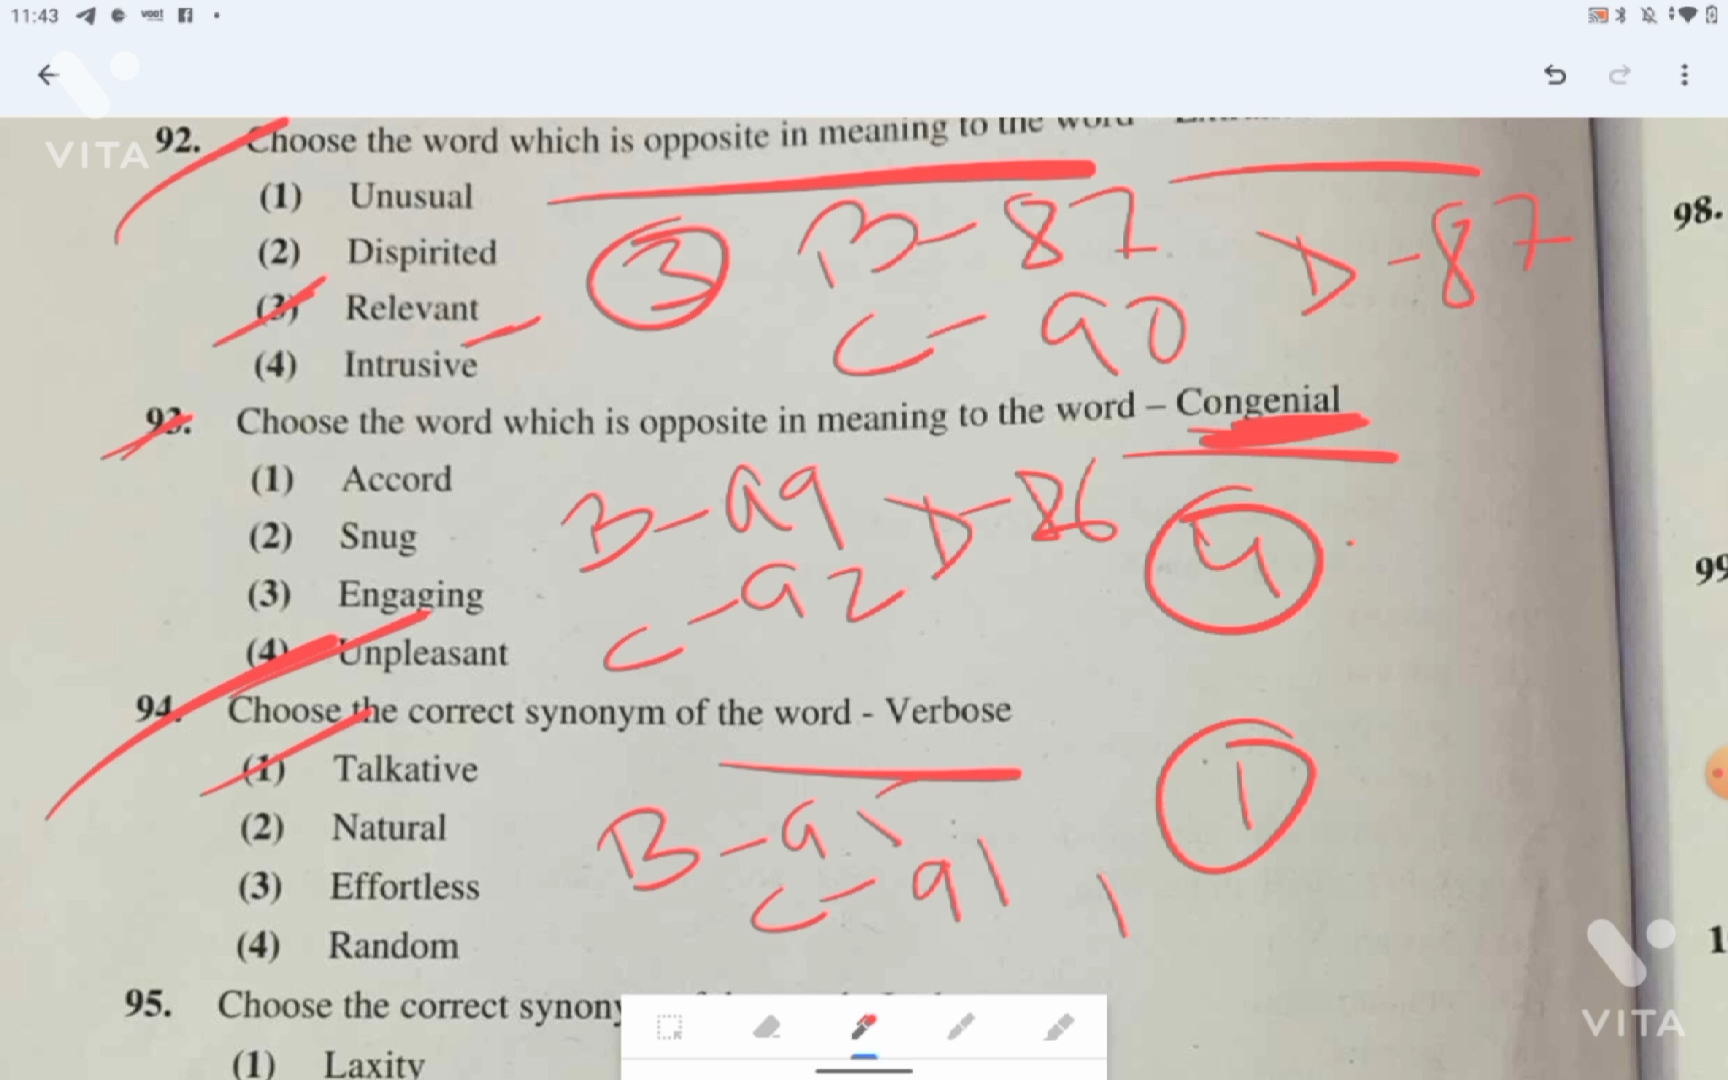 11:43 voot
VITA
92. Choose the word which is opposite in meaning to the word
(1) Unusual
(2) Dispirited
(3) Relevant
(4) Intrusive
3 B-87 D-87
C-90
93. Choose the word which is opposite in meaning to the word – Congenial
(1) Accord
(2) Snug
(3) Engaging
(4) Unpleasant
B-99 D-86 4
C-92
94. Choose the correct synonym of the word - Verbose
(1) Talkative
(2) Natural
(3) Effortless
(4) Random
1
C-91
95. Choose the correct
(1) Laxity
98.
99
1
VITA